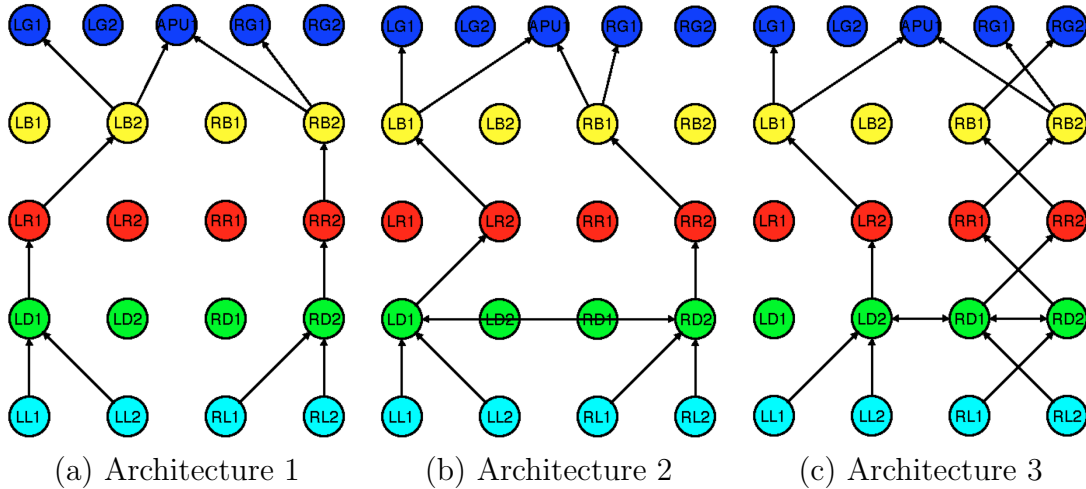 LG1 LG2 APU1 RG1 RG2 LG1 LG2 APU1 RG1 RG2 LG1 LG2 APU1 RG1 RG2
LB1 LB2 RB1 RB2 LB1 LB2 RB1 RB2 LB1 LB2 RB1 RB2
LR1 LR2 RR1 RR2 LR1 LR2 RR1 RR2 LR1 LR2 RR1 RR2
LD1 LD2 RD1 RD2 LD1 LD2 RD1 RD2 LD1 LD2 RD1 RD2
LL1 LL2 RL1 RL2 LL1 LL2 RL1 RL2 LL1 LL2 RL1 RL2
(a) Architecture 1 (b) Architecture 2 (c) Architecture 3